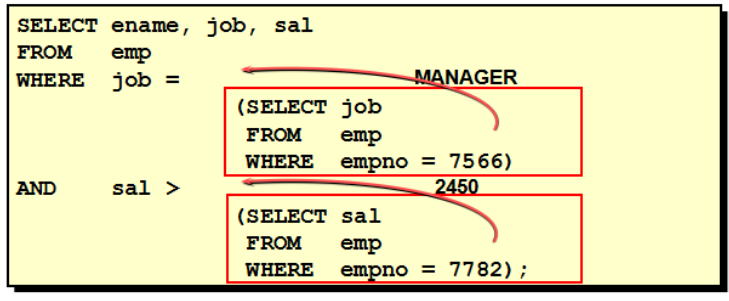 SELECT ename, job, sal
FROM emp
WHERE job = MANAGER
(SELECT job
FROM emp
WHERE empno = 7566)
AND sal > 2450
(SELECT sal
FROM emp
WHERE empno = 7782);